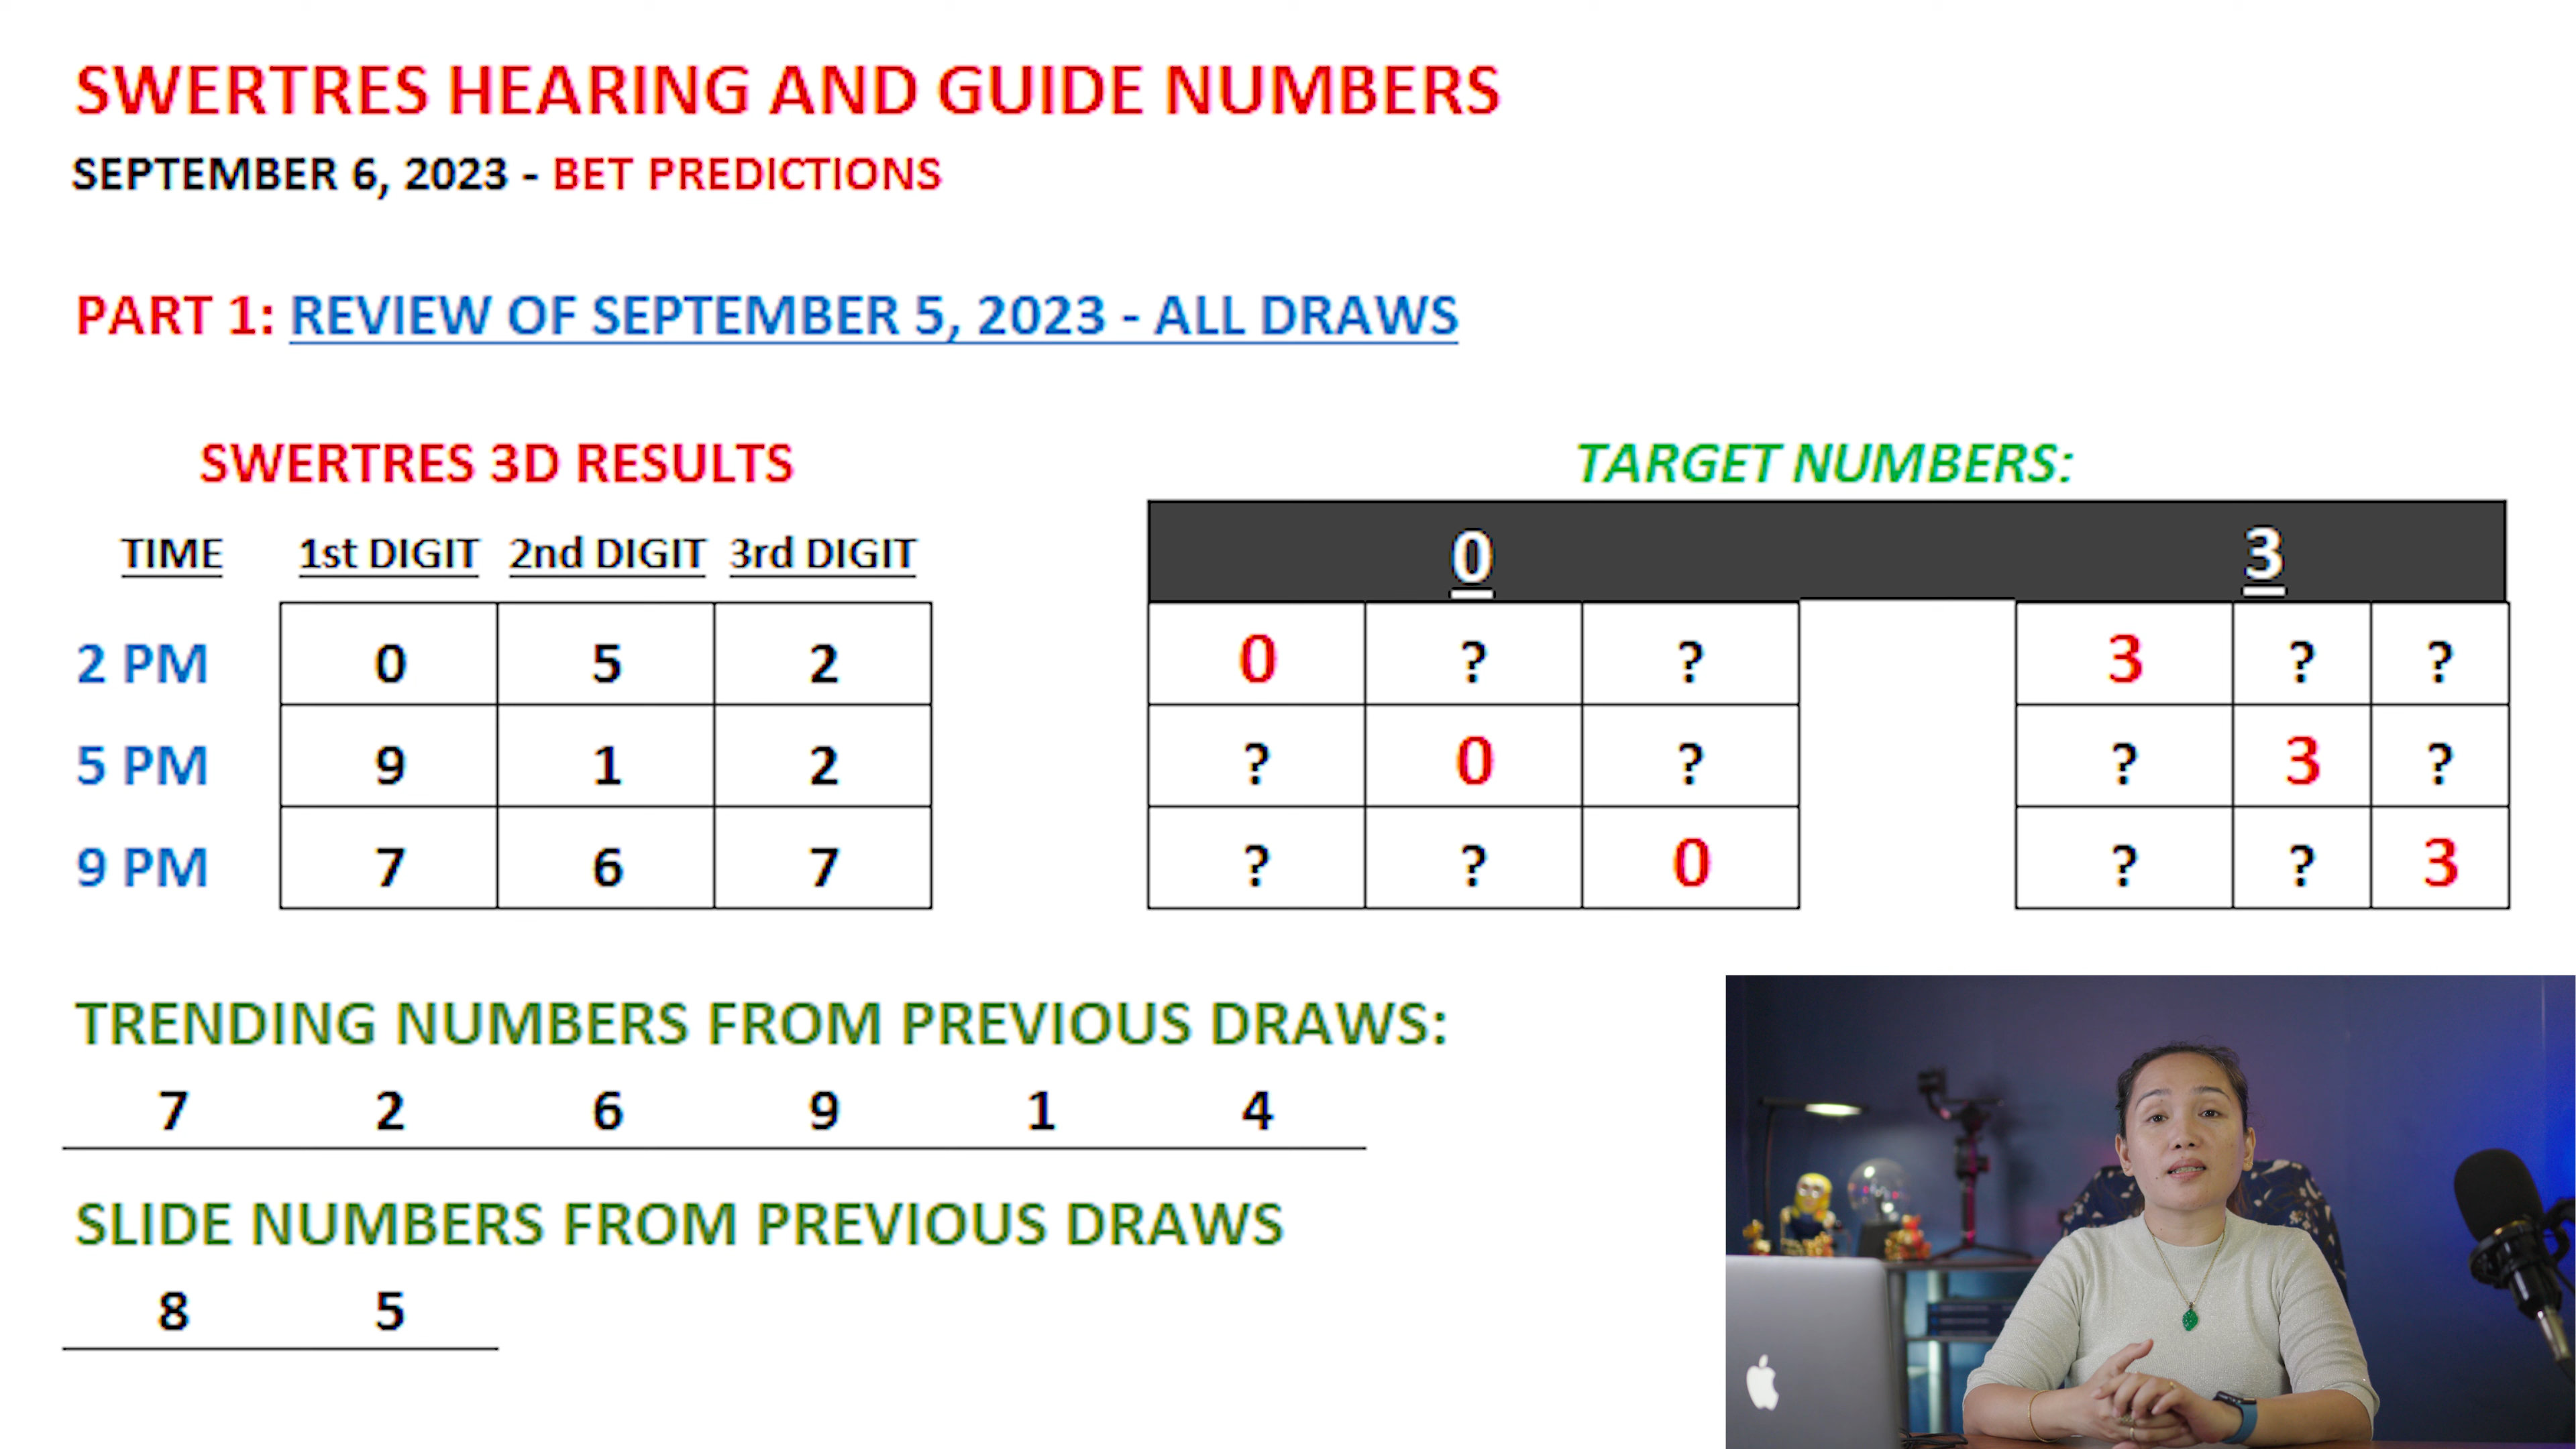 SWERTRES HEARING AND GUIDE NUMBERS
SEPTEMBER 6, 2023 - BET PREDICTIONS
PART 1: REVIEW OF SEPTEMBER 5, 2023 - ALL DRAWS
SWERTRES 3D RESULTS
TIME 1st DIGIT 2nd DIGIT 3rd DIGIT
2 PM 0 5 2
5 PM 9 1 2
9 PM 7 6 7
TARGET NUMBERS:
0 3
0 ? ? 3 ? ?
? 0 ? ? 3 ?
? ? 0 ? ? 3
TRENDING NUMBERS FROM PREVIOUS DRAWS:
7 2 6 9 1 4
SLIDE NUMBERS FROM PREVIOUS DRAWS
8 5